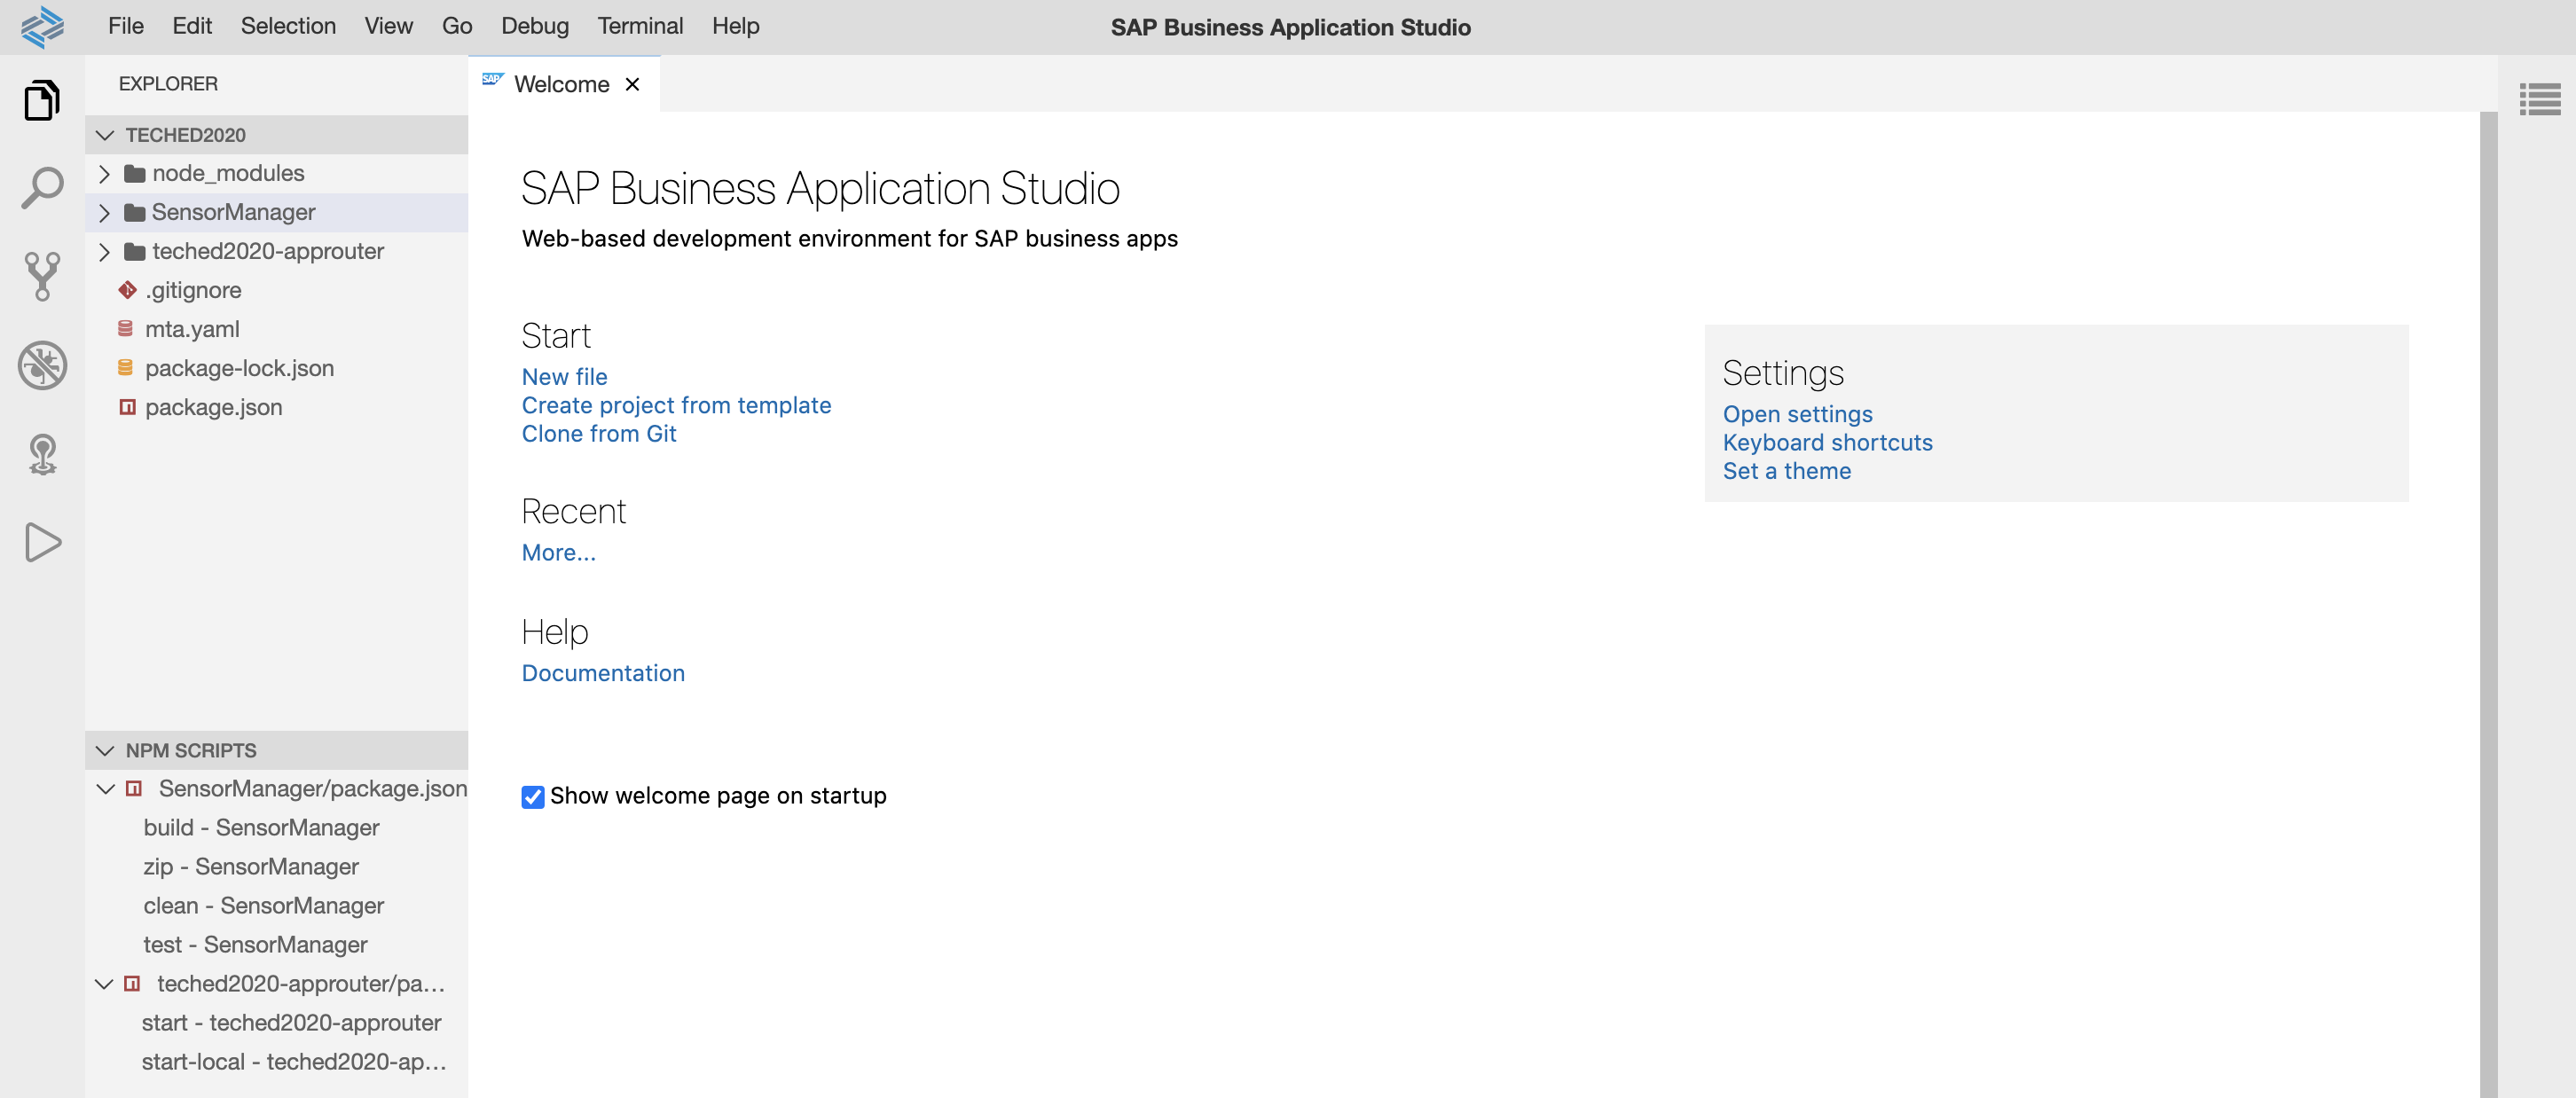 File Edit Selection View Go Debug Terminal Help SAP Business Application Studio
EXPLORER
TECHED2020
node_modules
SensorManager
teched2020-approuter
.gitignore
mta.yaml
package-lock.json
package.json
NPM SCRIPTS
SensorManager/package.json
build - SensorManager
zip - SensorManager
clean - SensorManager
test - SensorManager
teched2020-approuter/pa...
start - teched2020-approuter
start-local - teched2020-ap...
SAP Welcome
SAP Business Application Studio
Web-based development environment for SAP business apps
Start
New file
Create project from template
Clone from Git
Recent
More...
Help
Documentation
Show welcome page on startup
Settings
Open settings
Keyboard shortcuts
Set a theme